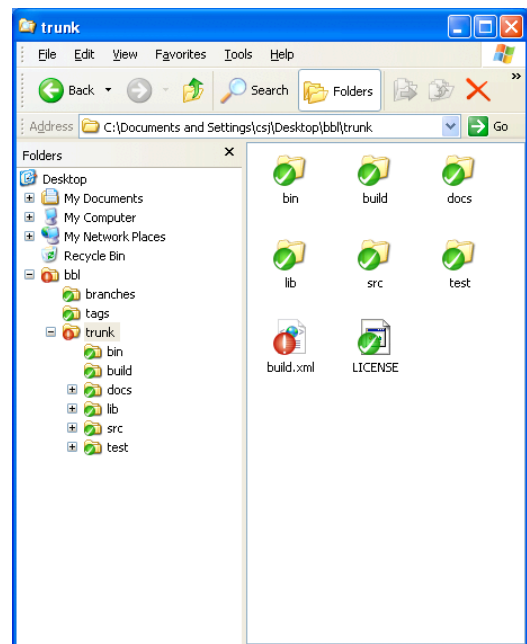 trunk
File Edit View Favorites Tools Help
Back Search Folders »
Address C:\Documents and Settings\csj\Desktop\bbl\trunk Go
Folders x
Desktop
My Documents
My Computer
My Network Places
Recycle Bin
bbl
branches
tags
trunk
bin
build
docs
lib
src
test
bin build docs
lib src test
build.xml LICENSE